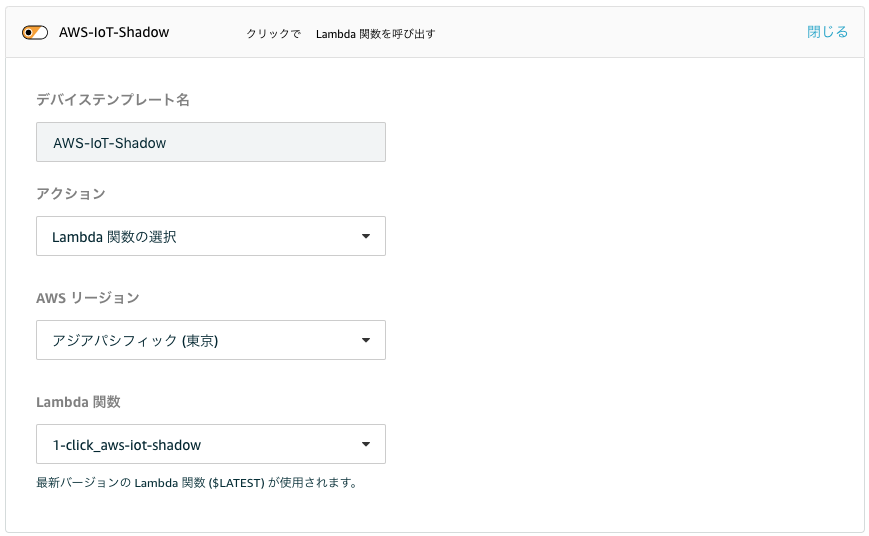 AWS-IoT-Shadow クリックで Lambda 関数を呼び出す 閉じる
デバイステンプレート名
AWS-IoT-Shadow
アクション
Lambda 関数の選択
AWS リージョン
アジアパシフィック (東京)
Lambda 関数
1-click_aws-iot-shadow
最新バージョンの Lambda 関数 ($LATEST) が使用されます。